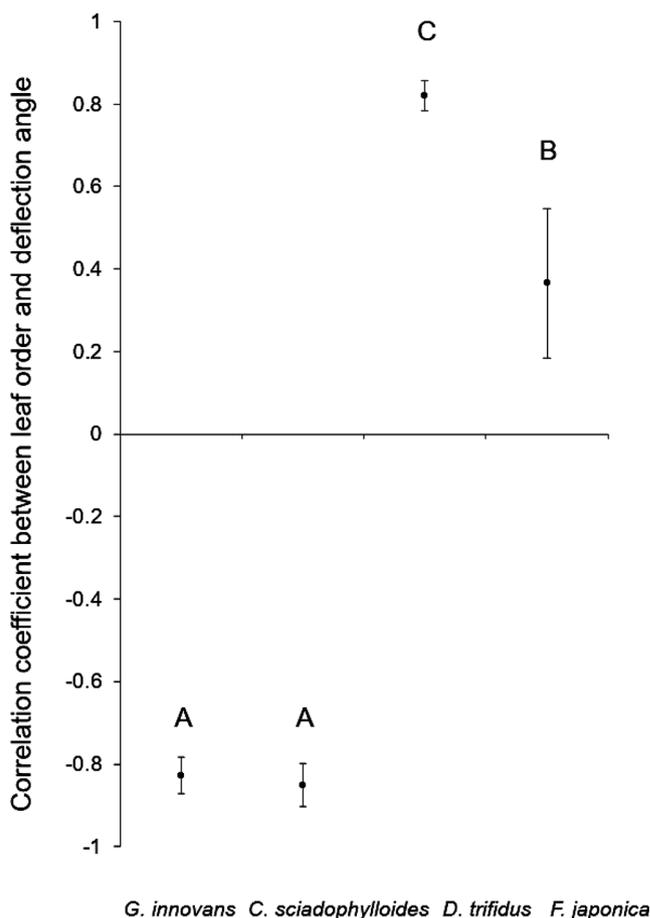 Correlation coefficient between leaf order and deflection angle
1
0.8
0.6
0.4
0.2
0
-0.2
-0.4
-0.6
-0.8
-1
C
B
A
A
G. innovans C. sciadophylloides D. trifidus F. japonica